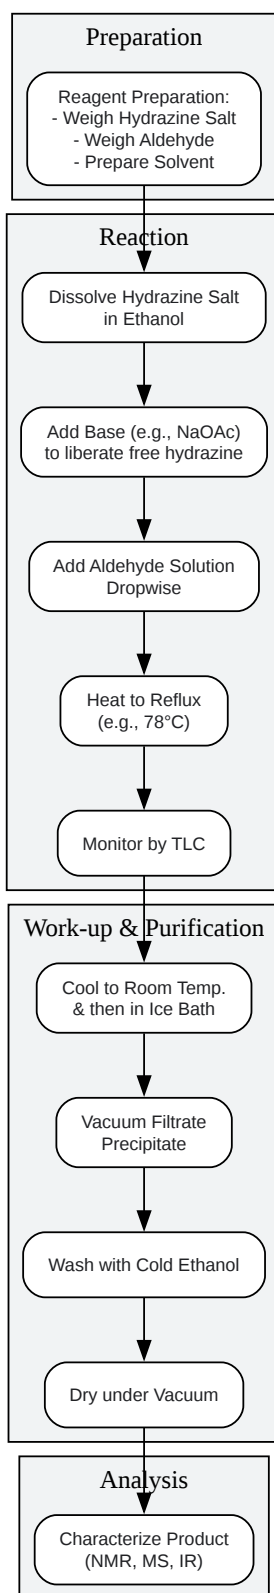 Preparation
Reagent Preparation:
- Weigh Hydrazine Salt
- Weigh Aldehyde
- Prepare Solvent
Reaction
Dissolve Hydrazine Salt
in Ethanol
Add Base (e.g., NaOAc)
to liberate free hydrazine
Add Aldehyde Solution
Dropwise
Heat to Reflux
(e.g., 78°C)
Monitor by TLC
Work-up & Purification
Cool to Room Temp.
& then in Ice Bath
Vacuum Filtrate
Precipitate
Wash with Cold Ethanol
Dry under Vacuum
Analysis
Characterize Product
(NMR, MS, IR)